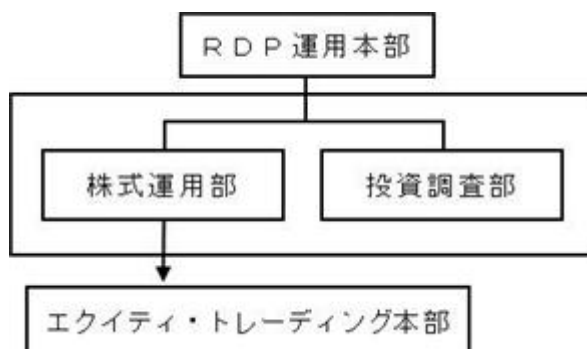 ＲＤＰ運用本部
株式運用部
投資調査部
エクイティ・トレーディング本部